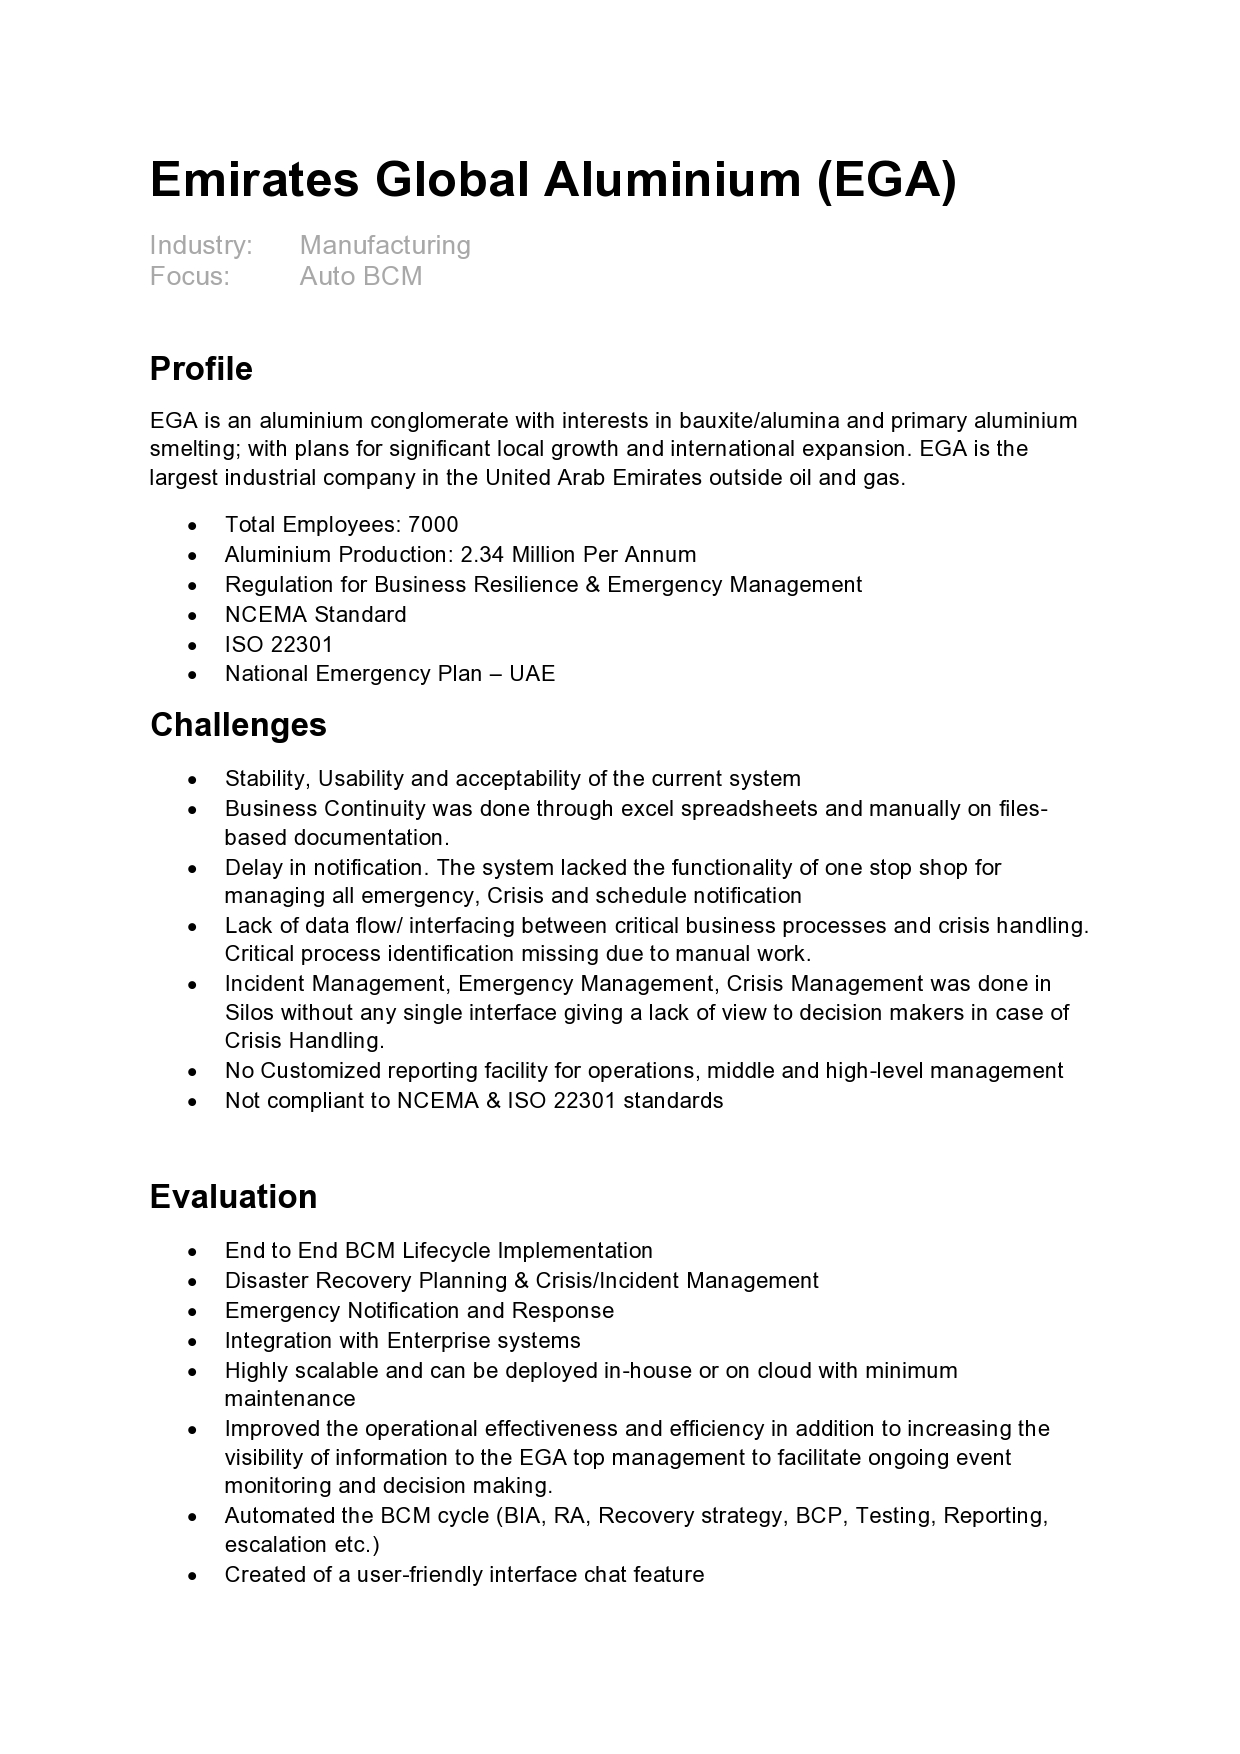 Emirates Global Aluminium (EGA)
Industry: Manufacturing
Focus: Auto BCM
Profile
EGA is an aluminium conglomerate with interests in bauxite/alumina and primary aluminium
smelting; with plans for significant local growth and international expansion. EGA is the
largest industrial company in the United Arab Emirates outside oil and gas.
• Total Employees: 7000
• Aluminium Production: 2.34 Million Per Annum
• Regulation for Business Resilience & Emergency Management
• NCEMA Standard
• ISO 22301
• National Emergency Plan – UAE
Challenges
• Stability, Usability and acceptability of the current system
• Business Continuity was done through excel spreadsheets and manually on files-
based documentation.
• Delay in notification. The system lacked the functionality of one stop shop for
managing all emergency, Crisis and schedule notification
• Lack of data flow/ interfacing between critical business processes and crisis handling.
Critical process identification missing due to manual work.
• Incident Management, Emergency Management, Crisis Management was done in
Silos without any single interface giving a lack of view to decision makers in case of
Crisis Handling.
• No Customized reporting facility for operations, middle and high-level management
• Not compliant to NCEMA & ISO 22301 standards
Evaluation
• End to End BCM Lifecycle Implementation
• Disaster Recovery Planning & Crisis/Incident Management
• Emergency Notification and Response
• Integration with Enterprise systems
• Highly scalable and can be deployed in-house or on cloud with minimum
maintenance
• Improved the operational effectiveness and efficiency in addition to increasing the
visibility of information to the EGA top management to facilitate ongoing event
monitoring and decision making.
• Automated the BCM cycle (BIA, RA, Recovery strategy, BCP, Testing, Reporting,
escalation etc.)
• Created of a user-friendly interface chat feature